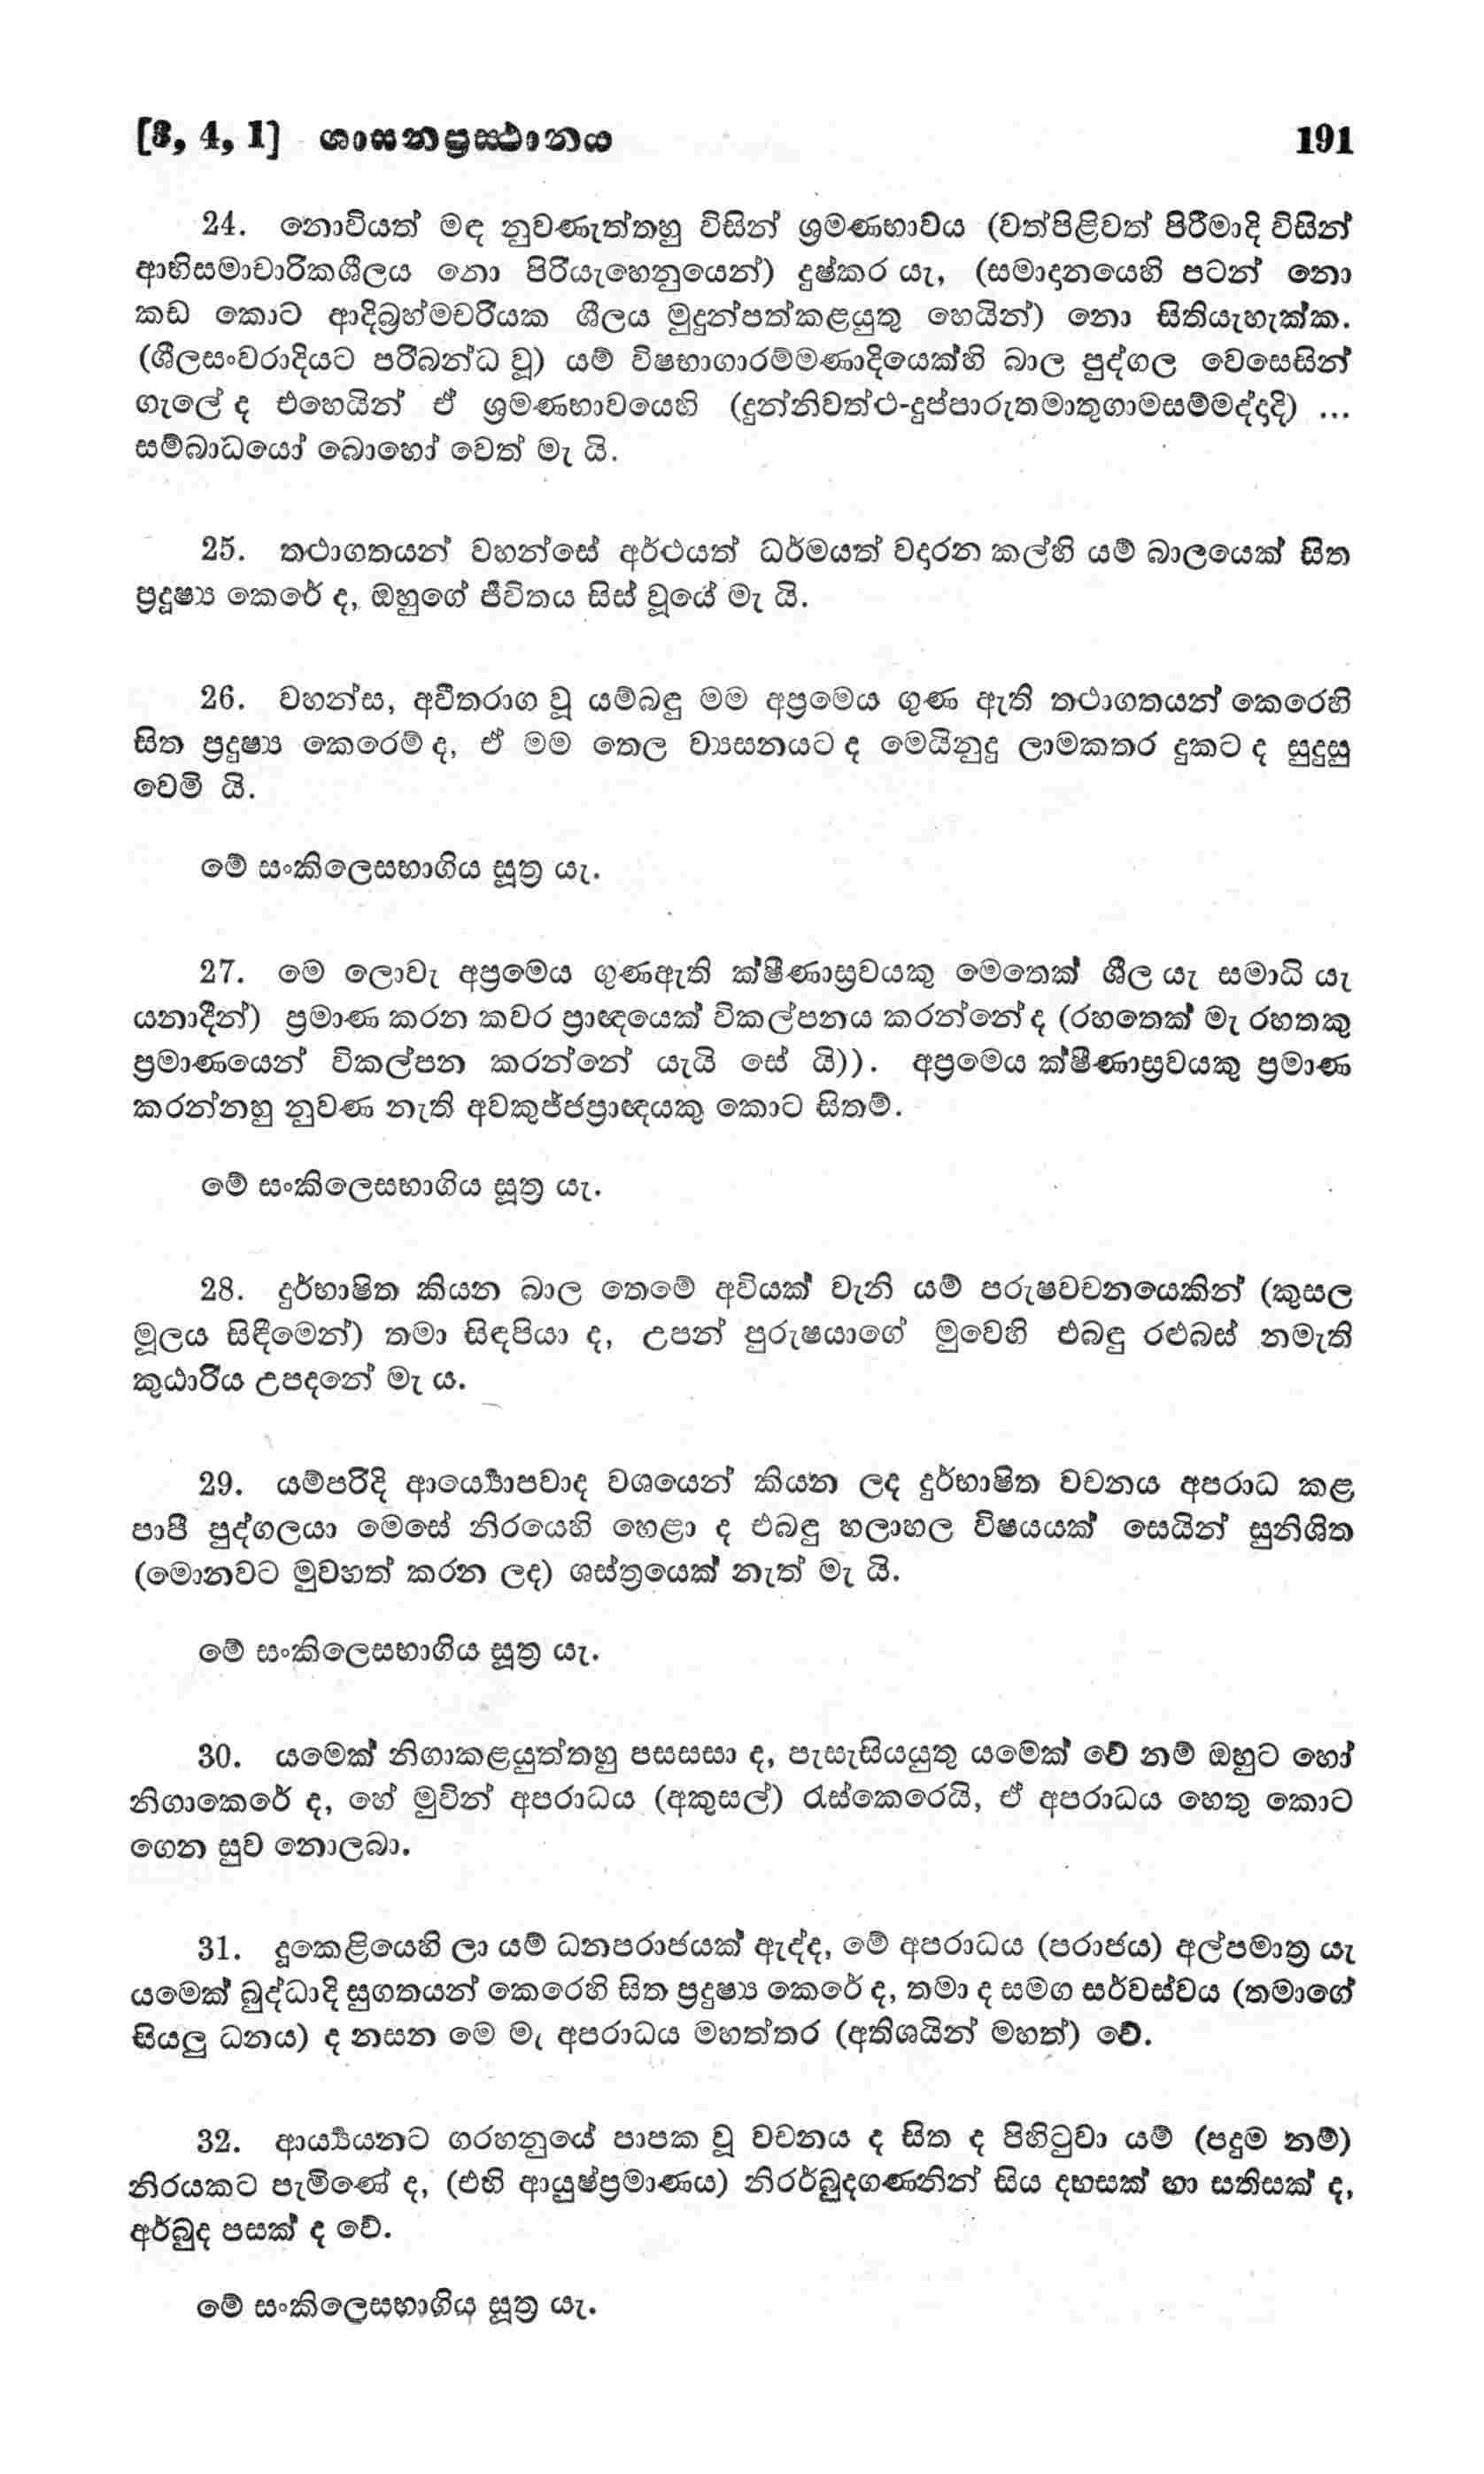 [3, 4, 1] ශාසනප්‍රස්ථානය 191
24. නොවියත් මඳ නුවණැත්තහු විසින් ශ්‍රමණභාවය (වත්පිළිවත් පිරීමාදි විසින්
ආභිසමාචාරිකශීලය නො පිරියැහෙනුයෙන්) දුෂ්කර යැ, (සමාදානයෙහි පටන් නො
කඩ කොට ආදිබ්‍රහ්මචරියක ශීලය මුදුන්පත්කළයුතු හෙයින්) නො සිතියැහැක්ක.
(ශීලසංවරාදියට පරිබන්ධ වූ) යම් විෂභාගාරම්මණාදියෙක්හි බාල පුද්ගල වෙසෙසින්
ගැලේ ද එහෙයින් ඒ ශ්‍රමණභාවයෙහි (දුන්නිවත්ථ-දුප්පාරුතමාතුගාමසම්මද්දාදි) ...
සම්බාධයෝ බොහෝ වෙත් මැ යි.
25. තථාගතයන් වහන්සේ අර්ථයත් ධර්මයත් වදාරන කල්හි යම් බාලයෙක් සිත
ප්‍රදූෂ්‍ය කෙරේ ද, ඔහුගේ ජීවිතය සිස් වූයේ මැ යි.
26. වහන්ස, අවීතරාග වූ යම්බඳු මම අප්‍රමෙය ගුණ ඇති තථාගතයන් කෙරෙහි
සිත ප්‍රදුෂ්‍ය කෙරෙම් ද, ඒ මම තෙල ව්‍යසනයට ද මෙයිනුදු ලාමකතර දුකට ද සුදුසු
වෙමි යි.
මේ සංකිලෙසභාගිය සූත්‍ර යැ.
27. මෙ ලොවැ අප්‍රමෙය ගුණඇති ක්ෂීණාස්‍රවයකු මෙතෙක් ශීල යැ සමාධි යැ
යනාදීන්) ප්‍රමාණ කරන කවර ප්‍රාඥයෙක් විකල්පනය කරන්නේ ද (රහතෙක් මැ රහතකු
ප්‍රමාණයෙන් විකල්පන කරන්නේ යැයි සේ යි)). අප්‍රමෙය ක්ෂීණාස්‍රවයකු ප්‍රමාණ
කරන්නහු නුවණ නැති අවකුජ්ජප්‍රාඥයකු කොට සිතම්.
මේ සංකිලෙසභාගිය සූත්‍ර යැ.
28. දුර්භාෂිත කියන බාල තෙමේ අවියක් වැනි යම් පරුෂවචනයෙකින් (කුසල
මූලය සිඳීමෙන්) තමා සිඳපියා ද, උපන් පුරුෂයාගේ මුවෙහි එබඳු රළුබස් නමැති
කුඨාරිය උපදනේ මැ ය.
29. යම්පරිදි ආර්‍ය්‍යොපවාද වශයෙන් කියන ලද දුර්භාෂිත වචනය අපරාධ කළ
පාපී පුද්ගලයා මෙසේ නිරයෙහි හෙළා ද එබඳු හලාහල විෂයයක් සෙයින් සුනිශිත
(මොනවට මුවහත් කරන ලද) ශස්ත්‍රයෙක් නැත් මැ යි.
මේ සංකිලෙසභාගිය සූත්‍ර යැ.
30. යමෙක් නිගාකළයුත්තහු පසසසා ද, පැසැසියයුතු යමෙක් වේ නම් ඔහුට හෝ
නිගාකෙරේ ද, හේ මුවින් අපරාධය (අකුසල්) රැස්කෙරෙයි, ඒ අපරාධය හෙතු කොට
ගෙන සුව නොලබා.
31. දූකෙළියෙහි ලා යම් ධනපරාජයක් ඇද්ද, මේ අපරාධය (පරාජය) අල්පමාත්‍ර යැ
යමෙක් බුද්ධාදි සුගතයන් කෙරෙහි සිත ප්‍රදුෂ්‍ය කෙරේ ද, තමා ද සමග සර්වස්වය (තමාගේ
සියලු ධනය) ද නසන මෙ මැ අපරාධය මහත්තර (අතිශයින් මහත්) වේ.
32. ආර්‍ය්‍යයනට ගරහනුයේ පාපක වූ වචනය ද සිත ද පිහිටුවා යම් (පදුම නම්)
නිරයකට පැමිණේ ද, (එහි ආයුෂ්ප්‍රමාණය) නිරර්බුදගණනින් සිය දහසක් හා සතිසක් ද,
අර්බුද පසක් ද වේ.
මේ සංකිලෙසභාගිය සූත්‍ර යැ.